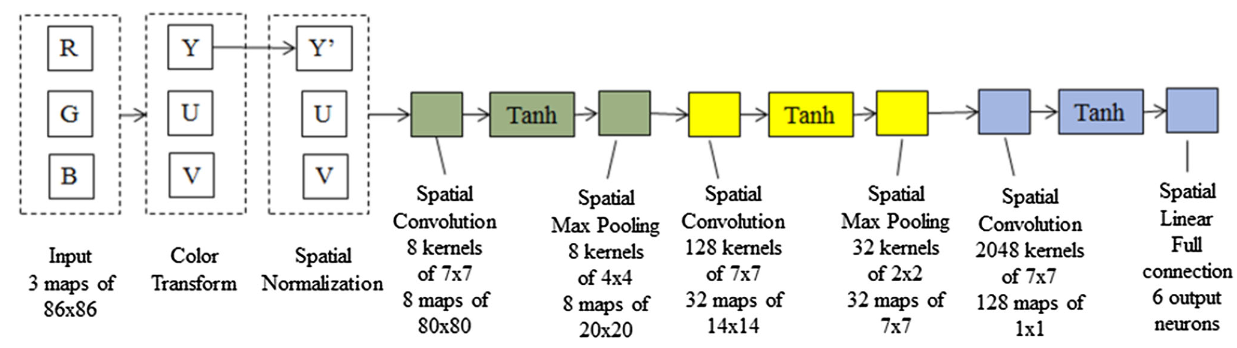 R
G
B
Y
U
V
Y’
U
V
Tanh
Tanh
Tanh
Input
3 maps of
86x86
Color
Transform
Spatial
Normalization
Spatial
Convolution
8 kernels
of 7x7
8 maps of
80x80
Spatial
Max Pooling
8 kernels
of 4x4
8 maps of
20x20
Spatial
Convolution
128 kernels
of 7x7
32 maps of
14x14
Spatial
Max Pooling
32 kernels
of 2x2
32 maps of
7x7
Spatial
Convolution
2048 kernels
of 7x7
128 maps of
1x1
Spatial
Linear
Full
connection
6 output
neurons